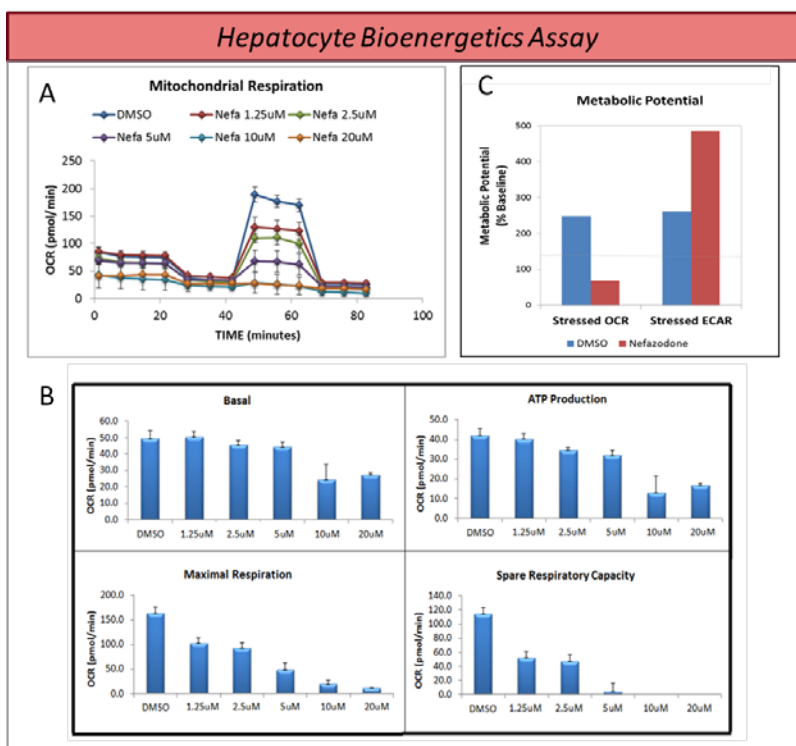 Hepatocyte Bioenergetics Assay
A
Mitochondrial Respiration
DMSO Nefa 1.25uM Nefa 2.5uM
Nefa 5uM Nefa 10uM Nefa 20uM
OCR (pmol/min)
250
200
150
100
50
0
0 20 40 60 80 100
TIME (minutes)
C
Metabolic Potential
Metabolic Potential
(% Baseline)
500
400
300
200
100
0
Stressed OCR Stressed ECAR
DMSO Nefazodone
B
Basal
OCR (pmol/min)
60.0
50.0
40.0
30.0
20.0
10.0
0.0
DMSO 1.25uM 2.5uM 5uM 10uM 20uM
ATP Production
OCR (pmol/min)
50.0
40.0
30.0
20.0
10.0
0.0
DMSO 1.25uM 2.5uM 5uM 10uM 20uM
Maximal Respiration
OCR (pmol/min)
200.0
150.0
100.0
50.0
0.0
DMSO 1.25uM 2.5uM 5uM 10uM 20uM
Spare Respiratory Capacity
OCR (pmol/min)
140.0
120.0
100.0
80.0
60.0
40.0
20.0
0.0
DMSO 1.25uM 2.5uM 5uM 10uM 20uM